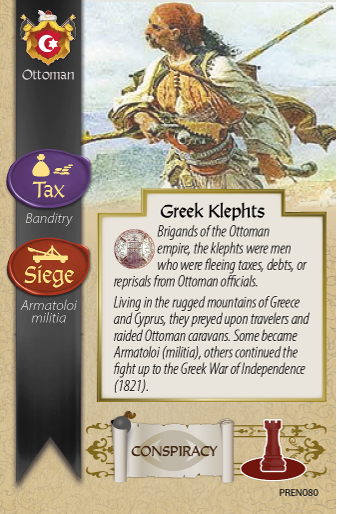 Ottoman
Tax
Banditry
Siege
Armatoloi
militia
Greek Klephts
Brigands of the Ottoman
empire, the klephts were men
who were fleeing taxes, debts, or
reprisals from Ottoman officials.
Living in the rugged mountains of Greece
and Cyprus, they preyed upon travelers and
raided Ottoman caravans. Some became
Armatoloi (militia), others continued the
fight up to the Greek War of Independence
(1821).
CONSPIRACY
PREN080